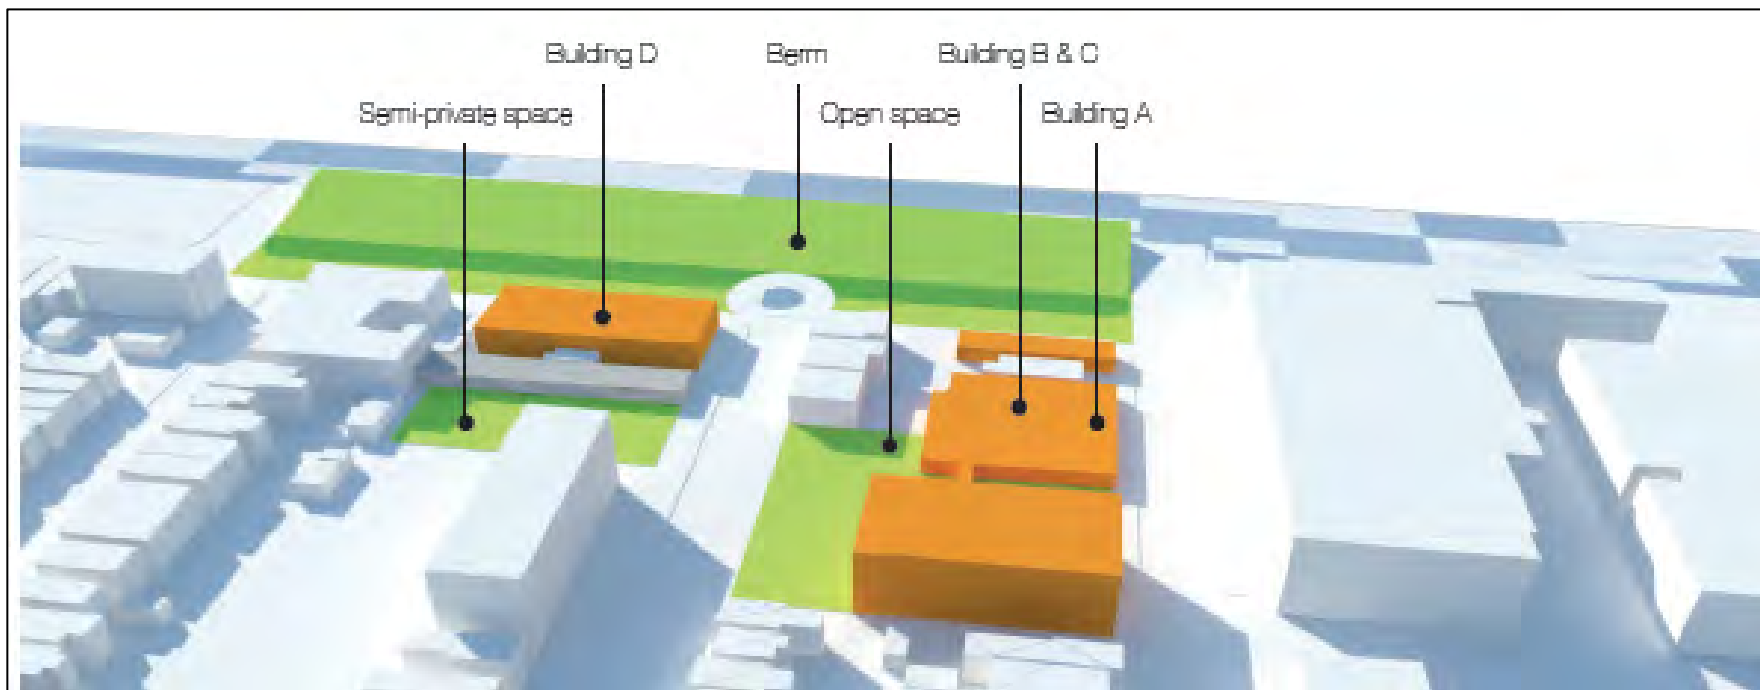 Building D
Berm
Building B & C
Semi-private space
Open space
Building A